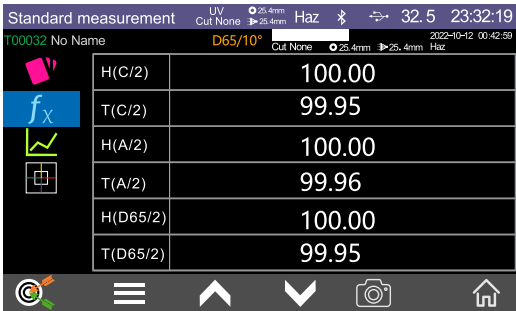 Standard measurement UV Cut None 25.4mm 25.4mm Haz 32.5 23:32:19
T00032 No Name D65/10° Cut None 25.4mm 25.4mm Haz 2022-10-12 00:42:59
H(C/2) 100.00
fχ T(C/2) 99.95
H(A/2) 100.00
T(A/2) 99.96
H(D65/2) 100.00
T(D65/2) 99.95